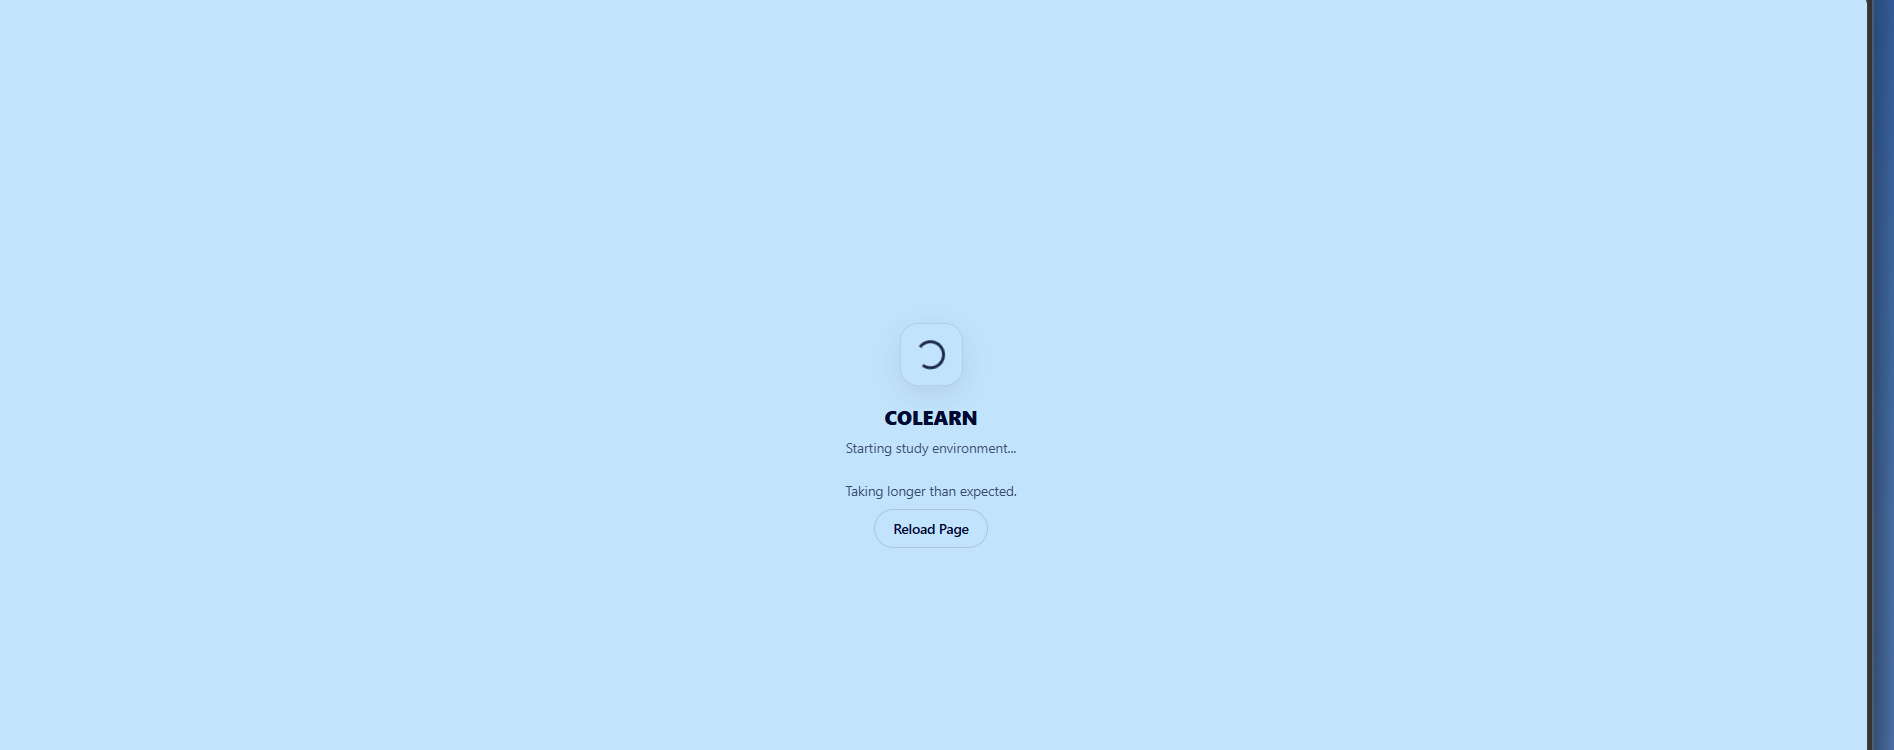 COLEARN
Starting study environment...
Taking longer than expected.
Reload Page